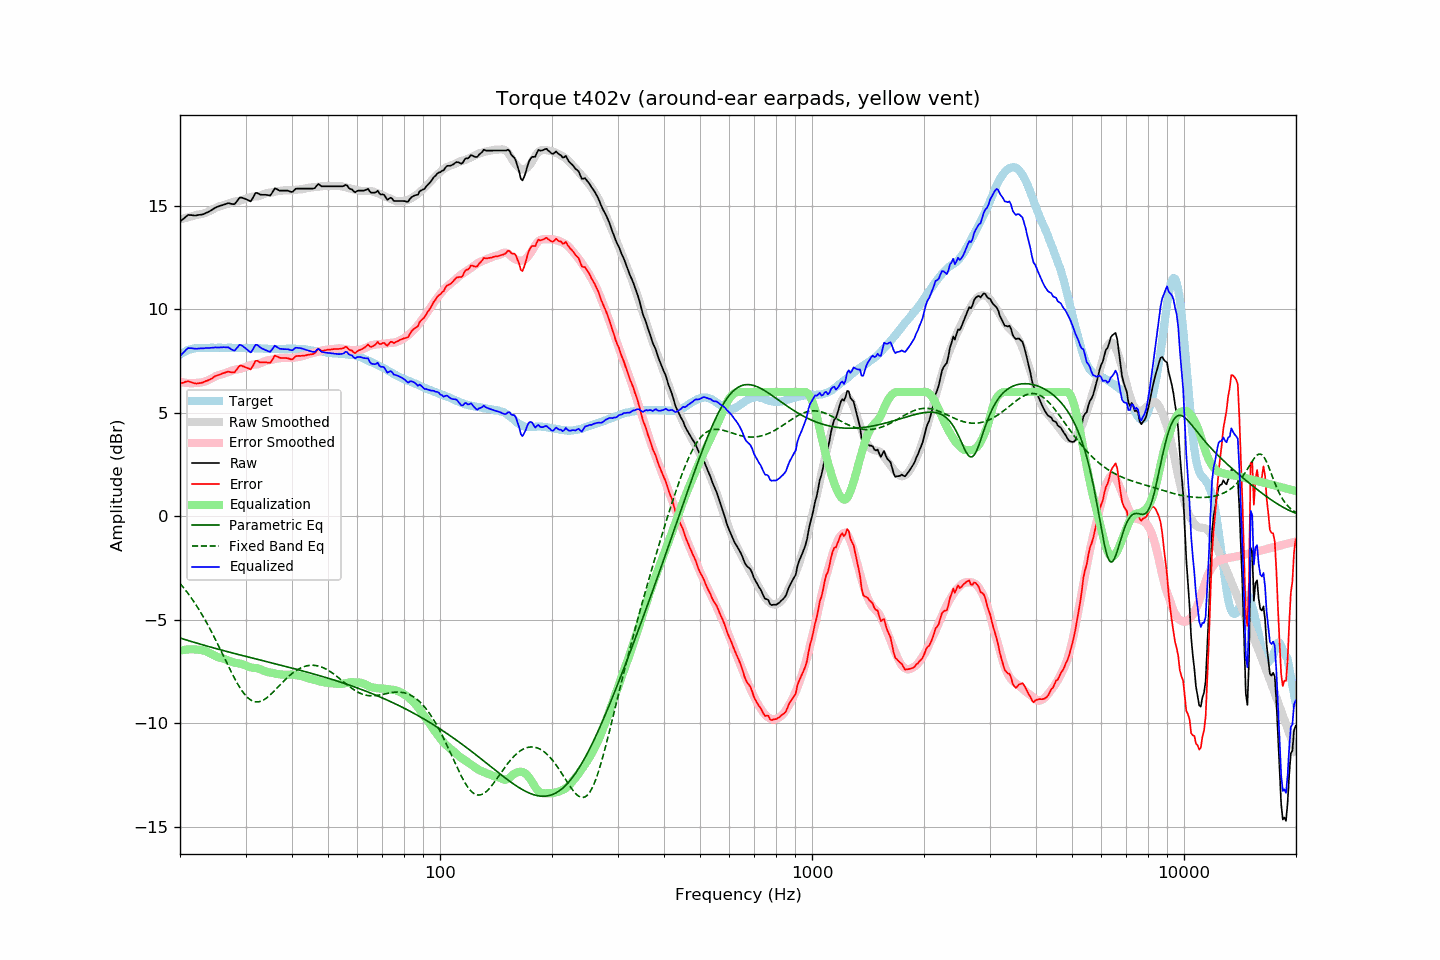 Torque t402v (around-ear earpads, yellow vent)
Amplitude (dBr)
15
10
5
0
−5
−10
−15
Target
Raw Smoothed
Error Smoothed
Raw
Error
Equalization
Parametric Eq
Fixed Band Eq
Equalized
100
1000
10000
Frequency (Hz)